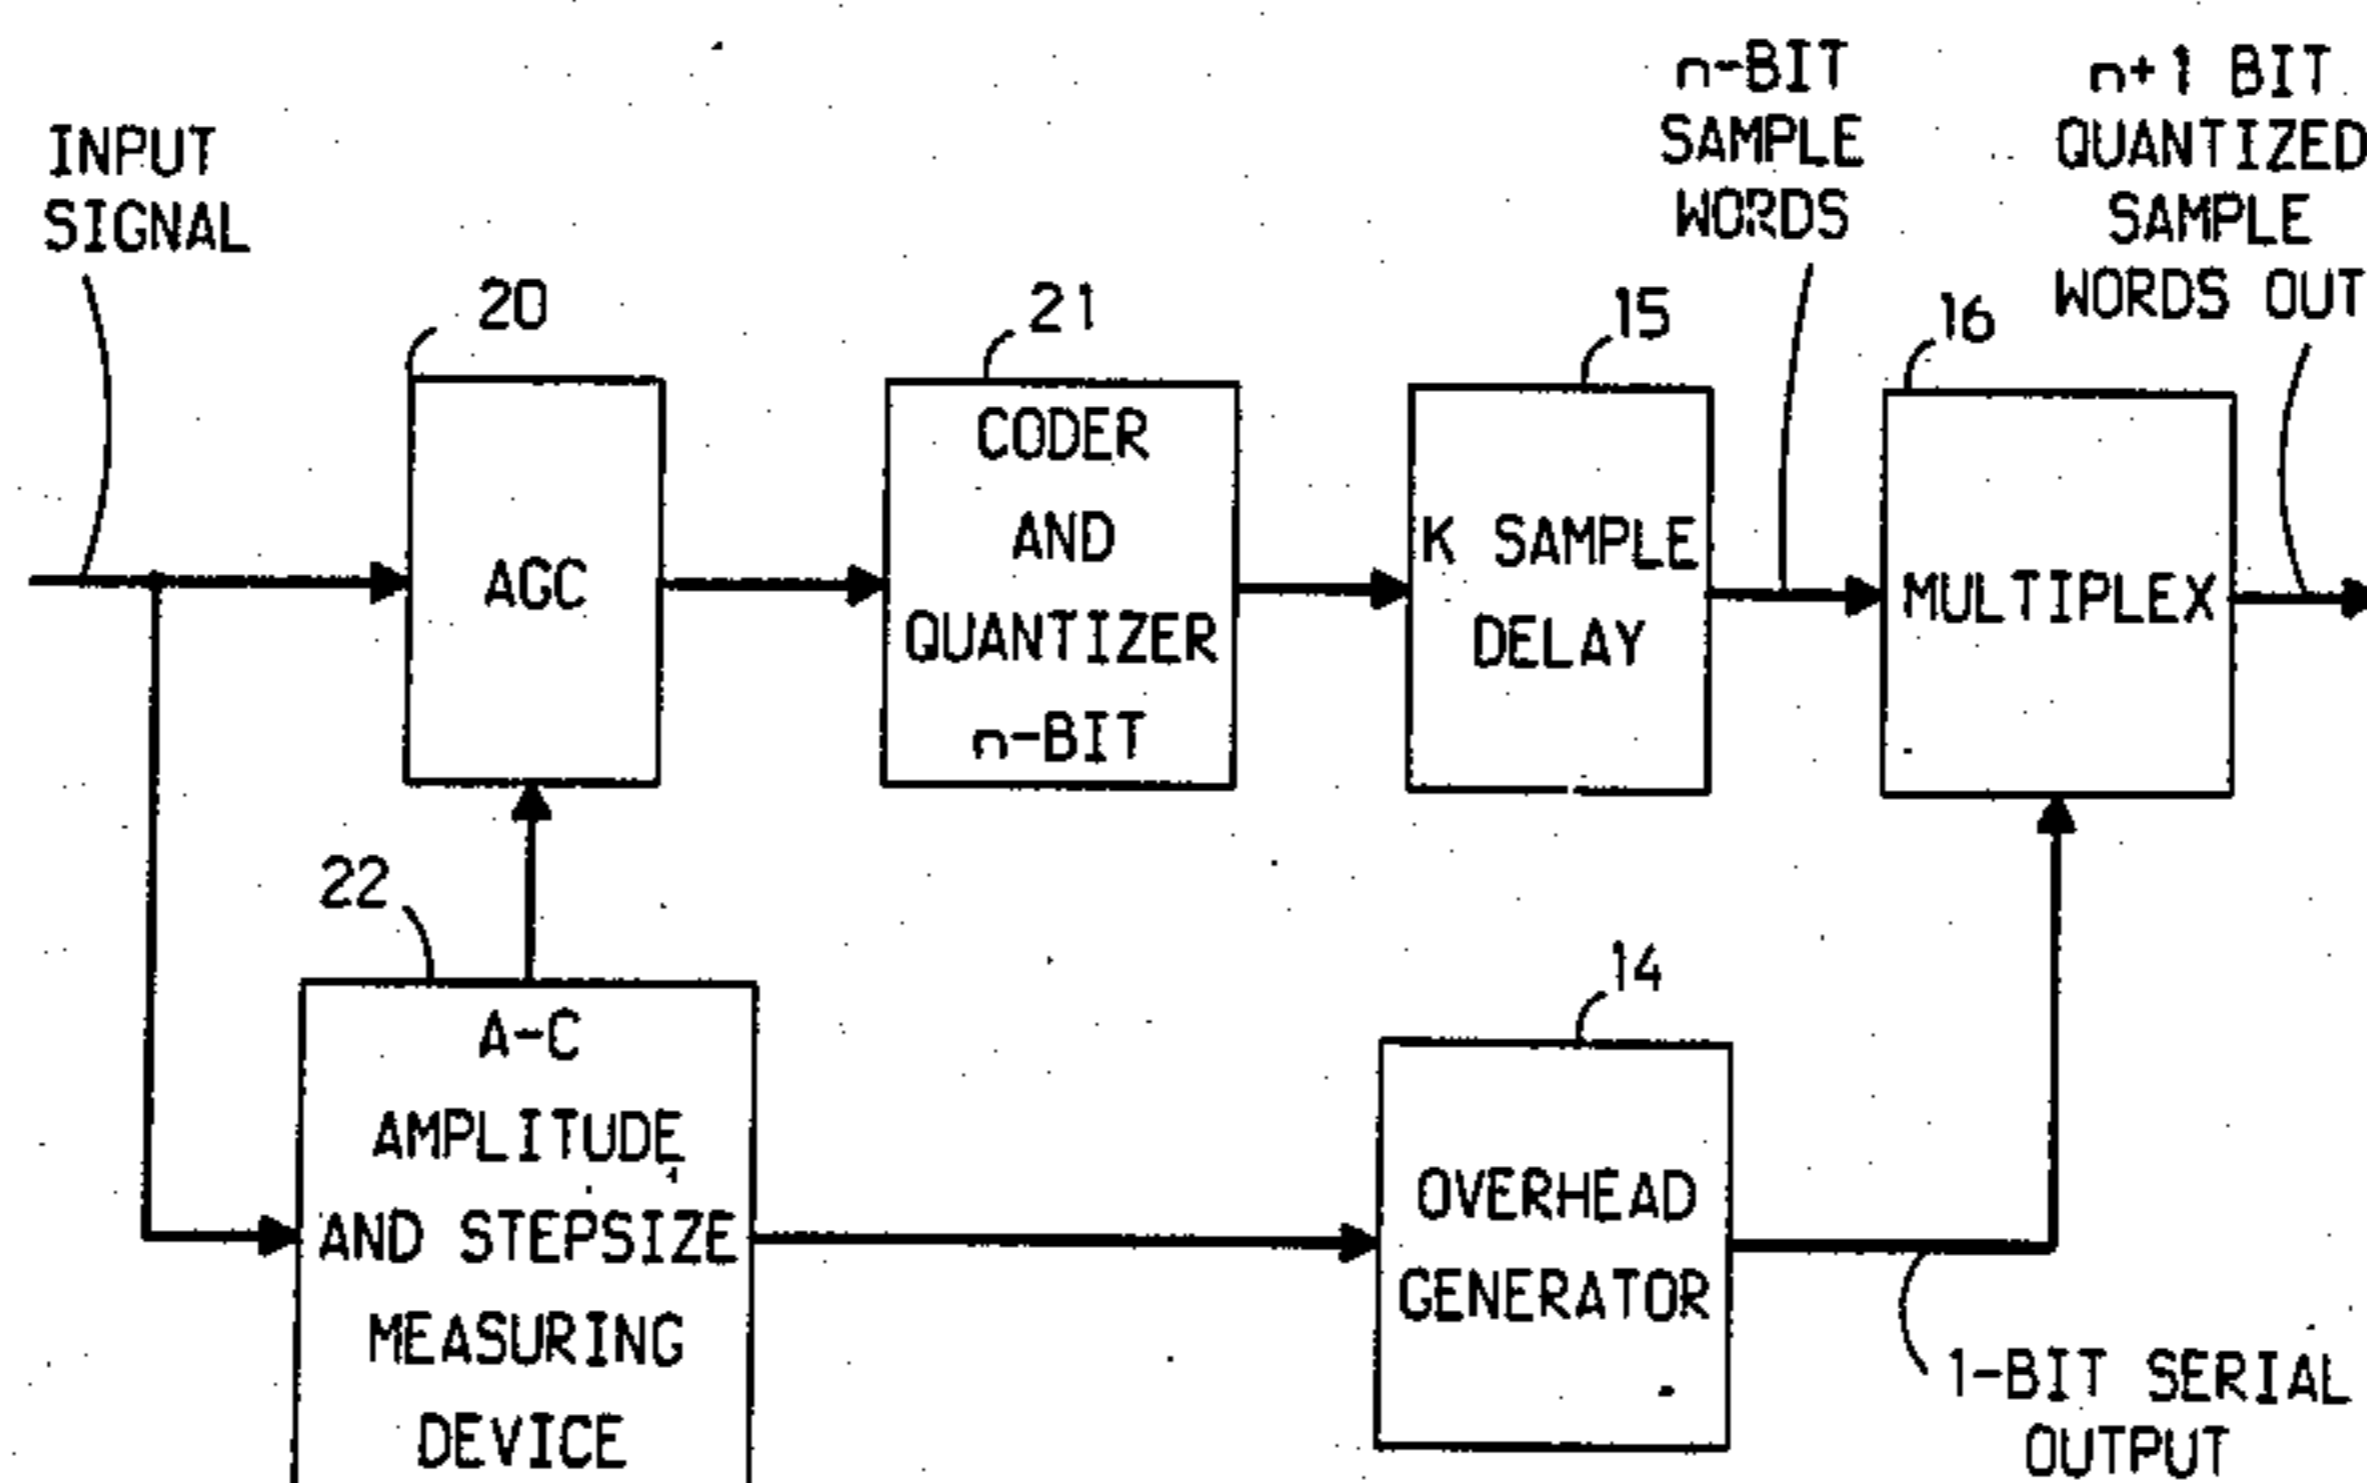 INPUT
SIGNAL
n-BIT
SAMPLE
WORDS
n+1 BIT
QUANTIZED
SAMPLE
WORDS OUT
20
21
15
16
AGC
CODER
AND
QUANTIZER
n-BIT
K SAMPLE
DELAY
MULTIPLEX
22
A-C
AMPLITUDE
AND STEPSIZE
MEASURING
DEVICE
14
OVERHEAD
GENERATOR
1-BIT SERIAL
OUTPUT